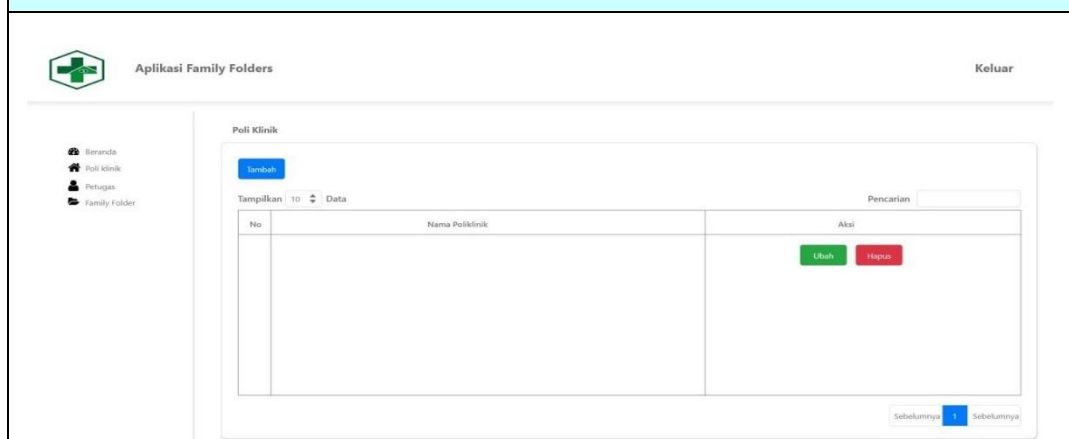 Aplikasi Family Folders
Keluar
Poli Klinik
Beranda
Poli klinik
Petugas
Family Folder
Tambah
Tampilkan 10 Data
Pencarian
No Nama Poliklinik Aksi
Ubah Hapus
Sebelumnya 1 Sebelumnya